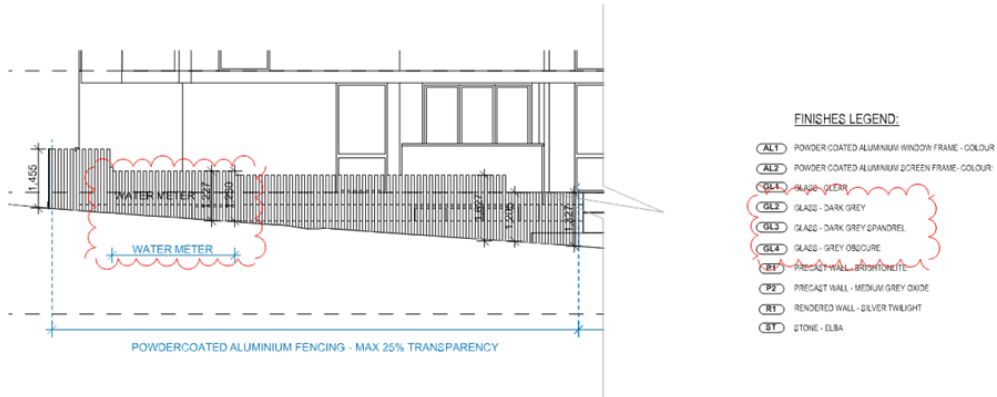 1,455
WATER METER
1,227
1,290
1,627
1,205
1,327
WATER METER
POWDERCOATED ALUMINIUM FENCING - MAX 25% TRANSPARENCY
FINISHES LEGEND:
AL1 POWDER COATED ALUMINIUM WINDOW FRAME - COLOUR
AL2 POWDER COATED ALUMINIUM SCREEN FRAME- COLOUR:
GL1 GLASS - CLEAR
GL2 GLASS - DARK GREY
GL3 GLASS - DARK GREY SPANDREL
GL4 GLASS - GREY OBSCURE
P1 PRECAST WALL - BRIGHTONLITE
P2 PRECAST WALL - MEDIUM GREY OXIDE
R1 RENDERED WALL - SILVER TWILIGHT
ST STONE - ELBA